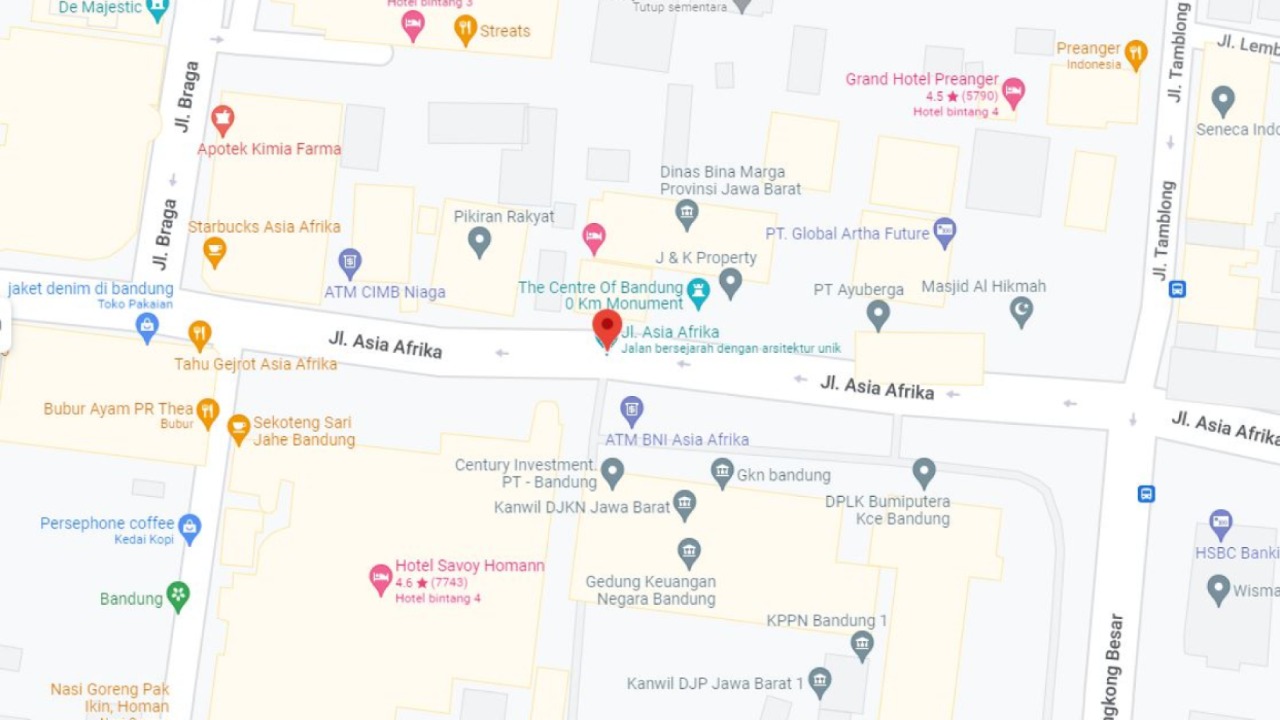 De Majestic
Hotel bintang 3
Streats
Tutup sementara
Preanger
Indonesia
Jl. Tamblong
Grand Hotel Preanger
4.5 ★ (5790)
Hotel bintang 4
Jl. Braga
Apotek Kimia Farma
Dinas Bina Marga
Provinsi Jawa Barat
Pikiran Rakyat
Starbucks Asia Afrika
Jl. Braga
PT. Global Artha Future
Jl. Tamblong
J & K Property
ATM CIMB Niaga
The Centre Of Bandung
0 Km Monument
PT Ayuberga
Masjid Al Hikmah
jaket denim di bandung
Toko Pakaian
Jl. Asia Afrika
Jl. Asia Afrika
Jalan bersejarah dengan arsitektur unik
Tahu Gejrot Asia Afrika
Jl. Asia Afrika
Jl. Asia Afrika
Bubur Ayam PR Thea
Bubur
Sekoteng Sari
Jahe Bandung
ATM BNI Asia Afrika
Century Investment.
PT - Bandung
Gkn bandung
Kanwil DJKN Jawa Barat
DPLK Bumiputera
Kce Bandung
Persephone coffee
Kedai Kopi
Hotel Savoy Homann
4.6 ★ (7743)
Hotel bintang 4
Gedung Keuangan
Negara Bandung
Bandung
KPPN Bandung 1
Kanwil DJP Jawa Barat 1
Nasi Goreng Pak
Ikin, Homan
HSBC
Besar